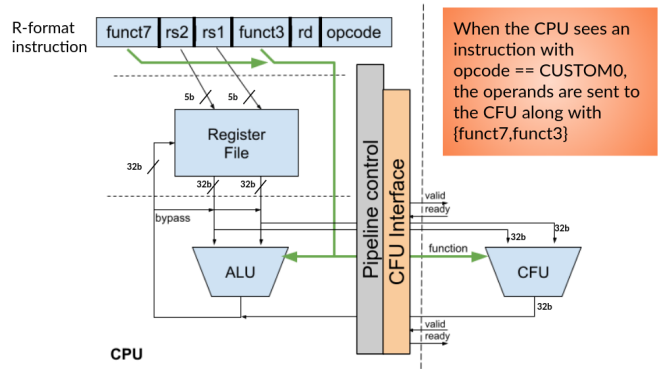 R-format
instruction
funct7 rs2 rs1 funct3 rd opcode
When the CPU sees an
instruction with
opcode == CUSTOM0,
the operands are sent to
the CFU along with
{funct7,funct3}
5b 5b
Register
File
32b
32b 32b
bypass
Pipeline control
CFU Interface
valid
ready
32b
32b
function
ALU
CFU
32b
valid
ready
CPU